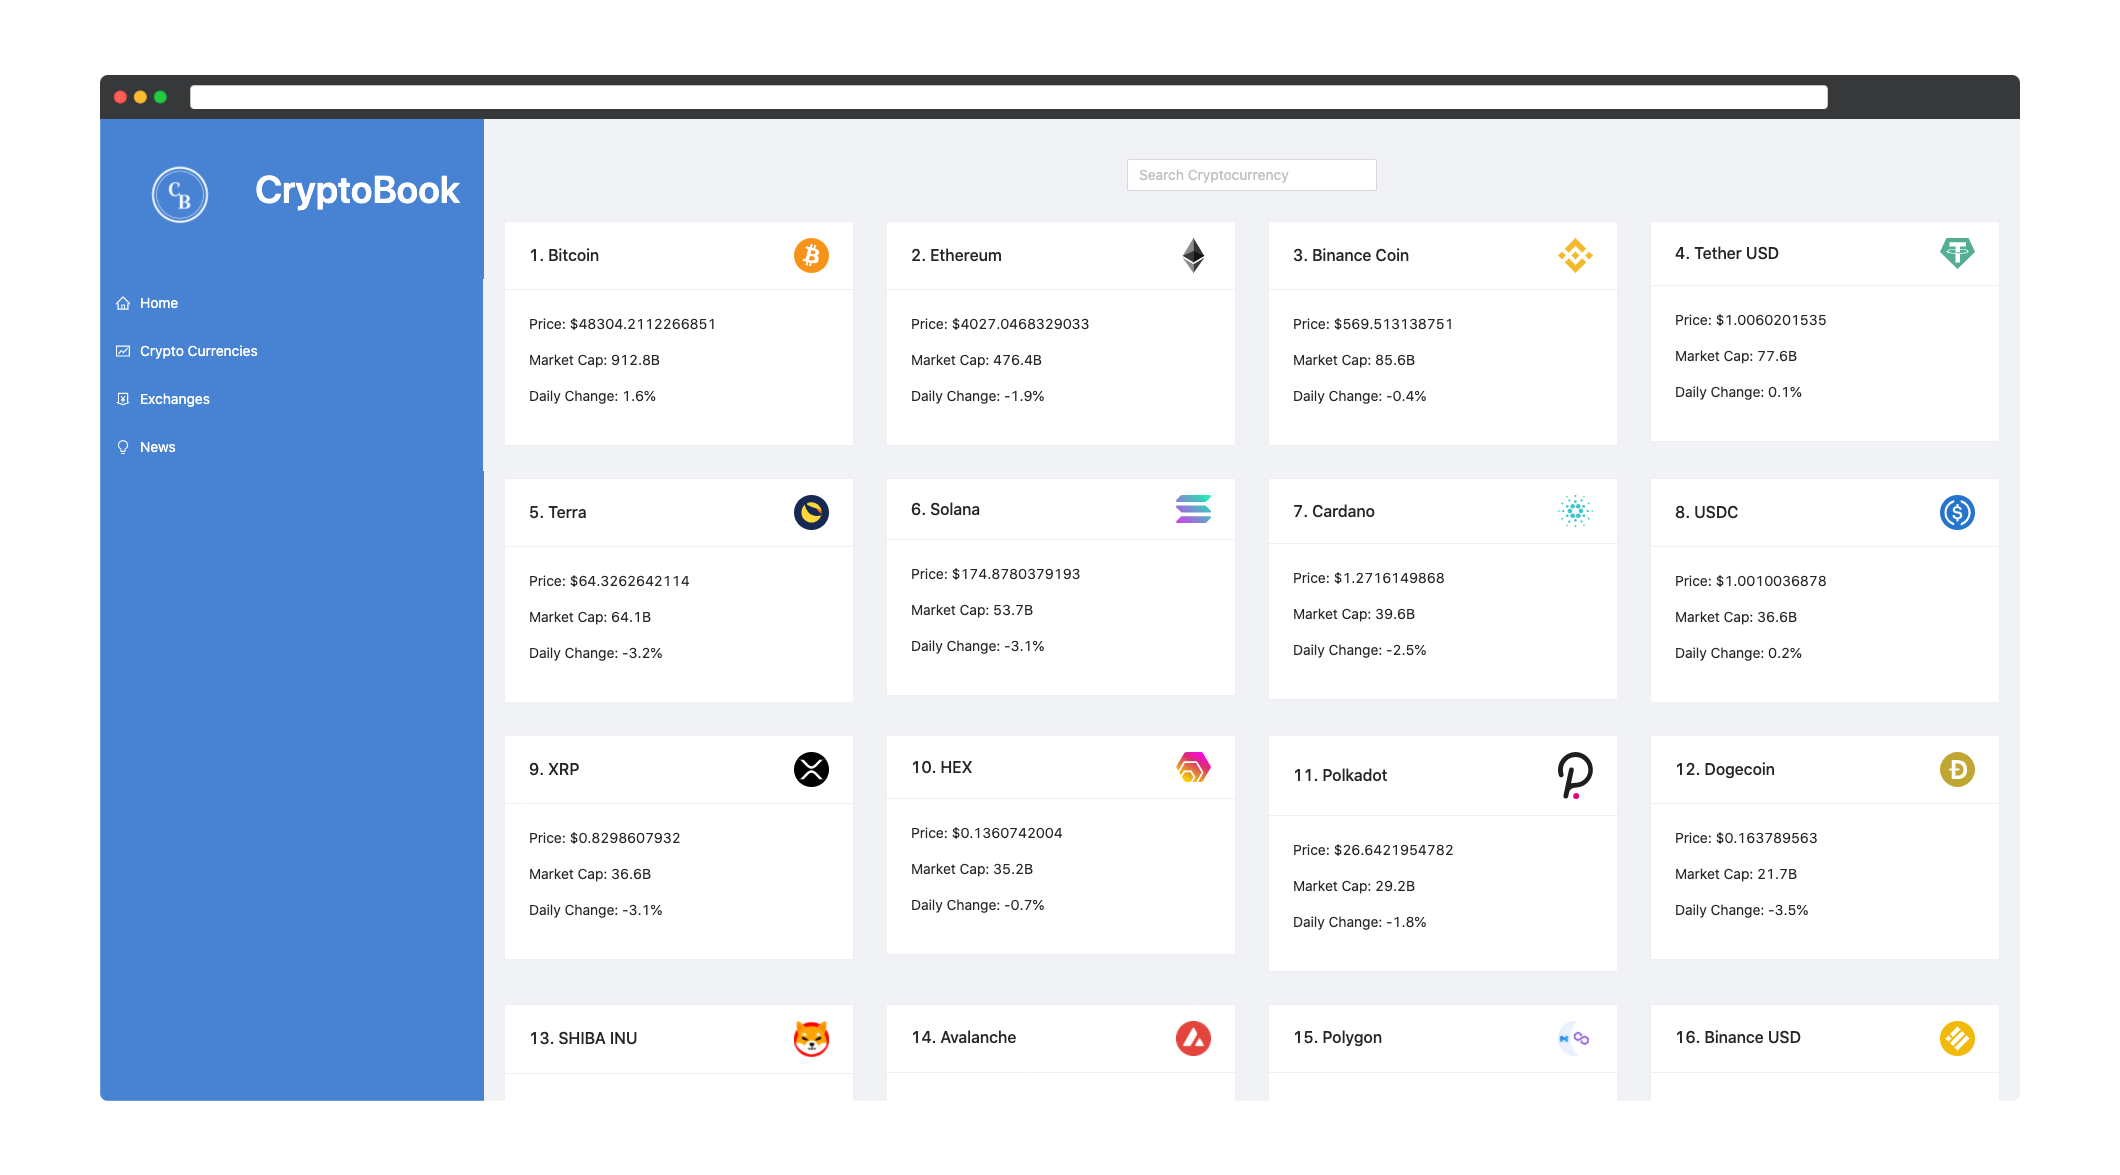 CB
CryptoBook
Home
Crypto Currencies
Exchanges
News
Search Cryptocurrency
1. Bitcoin
Price: $48304.2112266851
Market Cap: 912.8B
Daily Change: 1.6%
2. Ethereum
Price: $4027.0468329033
Market Cap: 476.4B
Daily Change: -1.9%
3. Binance Coin
Price: $569.513138751
Market Cap: 85.6B
Daily Change: -0.4%
4. Tether USD
Price: $1.0060201535
Market Cap: 77.6B
Daily Change: 0.1%
5. Terra
Price: $64.3262642114
Market Cap: 64.1B
Daily Change: -3.2%
6. Solana
Price: $174.8780379193
Market Cap: 53.7B
Daily Change: -3.1%
7. Cardano
Price: $1.2716149868
Market Cap: 39.6B
Daily Change: -2.5%
8. USDC
Price: $1.0010036878
Market Cap: 36.6B
Daily Change: 0.2%
9. XRP
Price: $0.8298607932
Market Cap: 36.6B
Daily Change: -3.1%
10. HEX
Price: $0.1360742004
Market Cap: 35.2B
Daily Change: -0.7%
11. Polkadot
Price: $26.6421954782
Market Cap: 29.2B
Daily Change: -1.8%
12. Dogecoin
Price: $0.163789563
Market Cap: 21.7B
Daily Change: -3.5%
13. SHIBA INU
14. Avalanche
15. Polygon
16. Binance USD